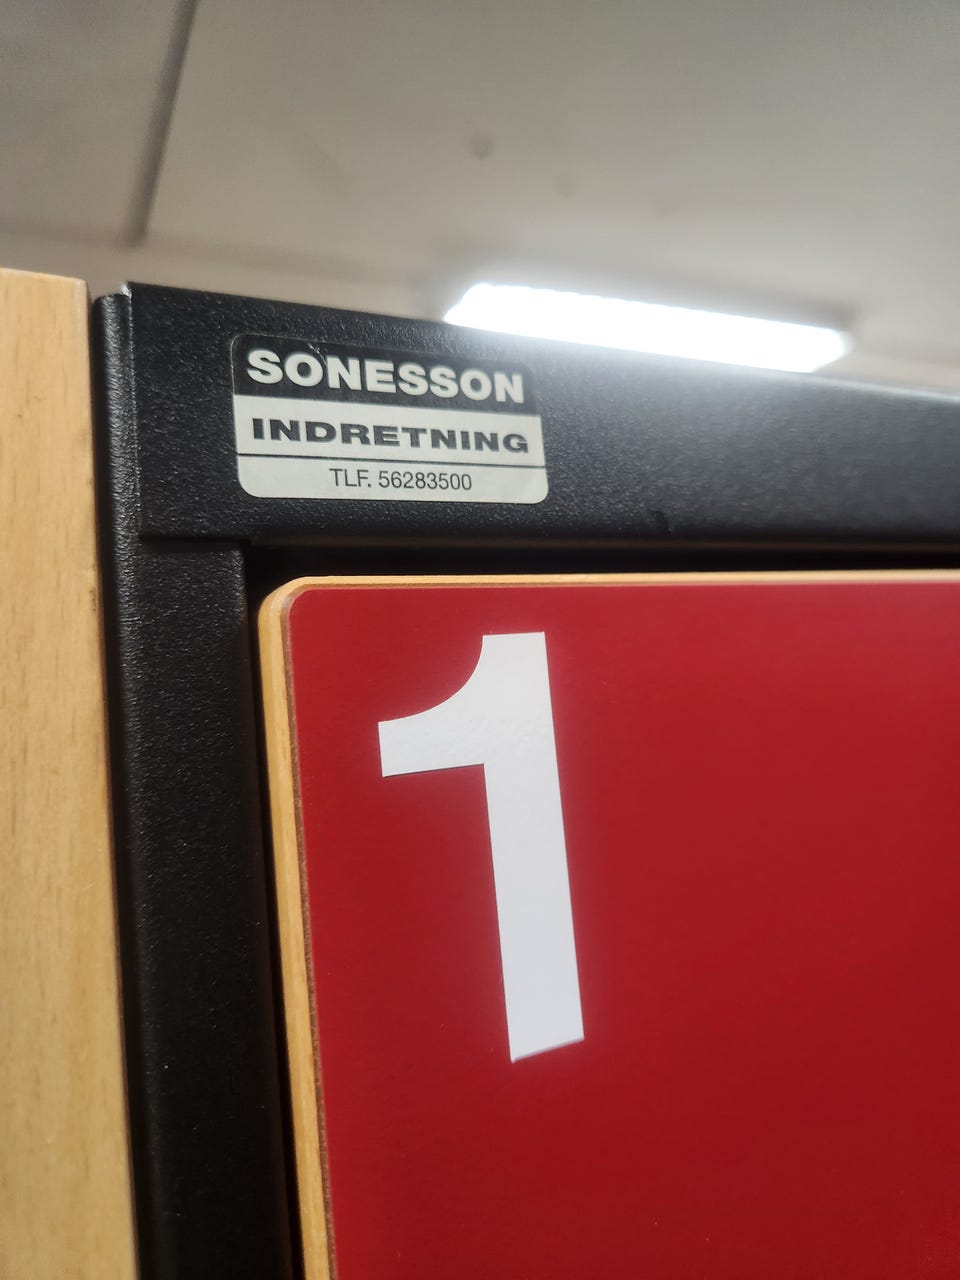 SONESSON
INDRETNING
TLF. 56283500
1